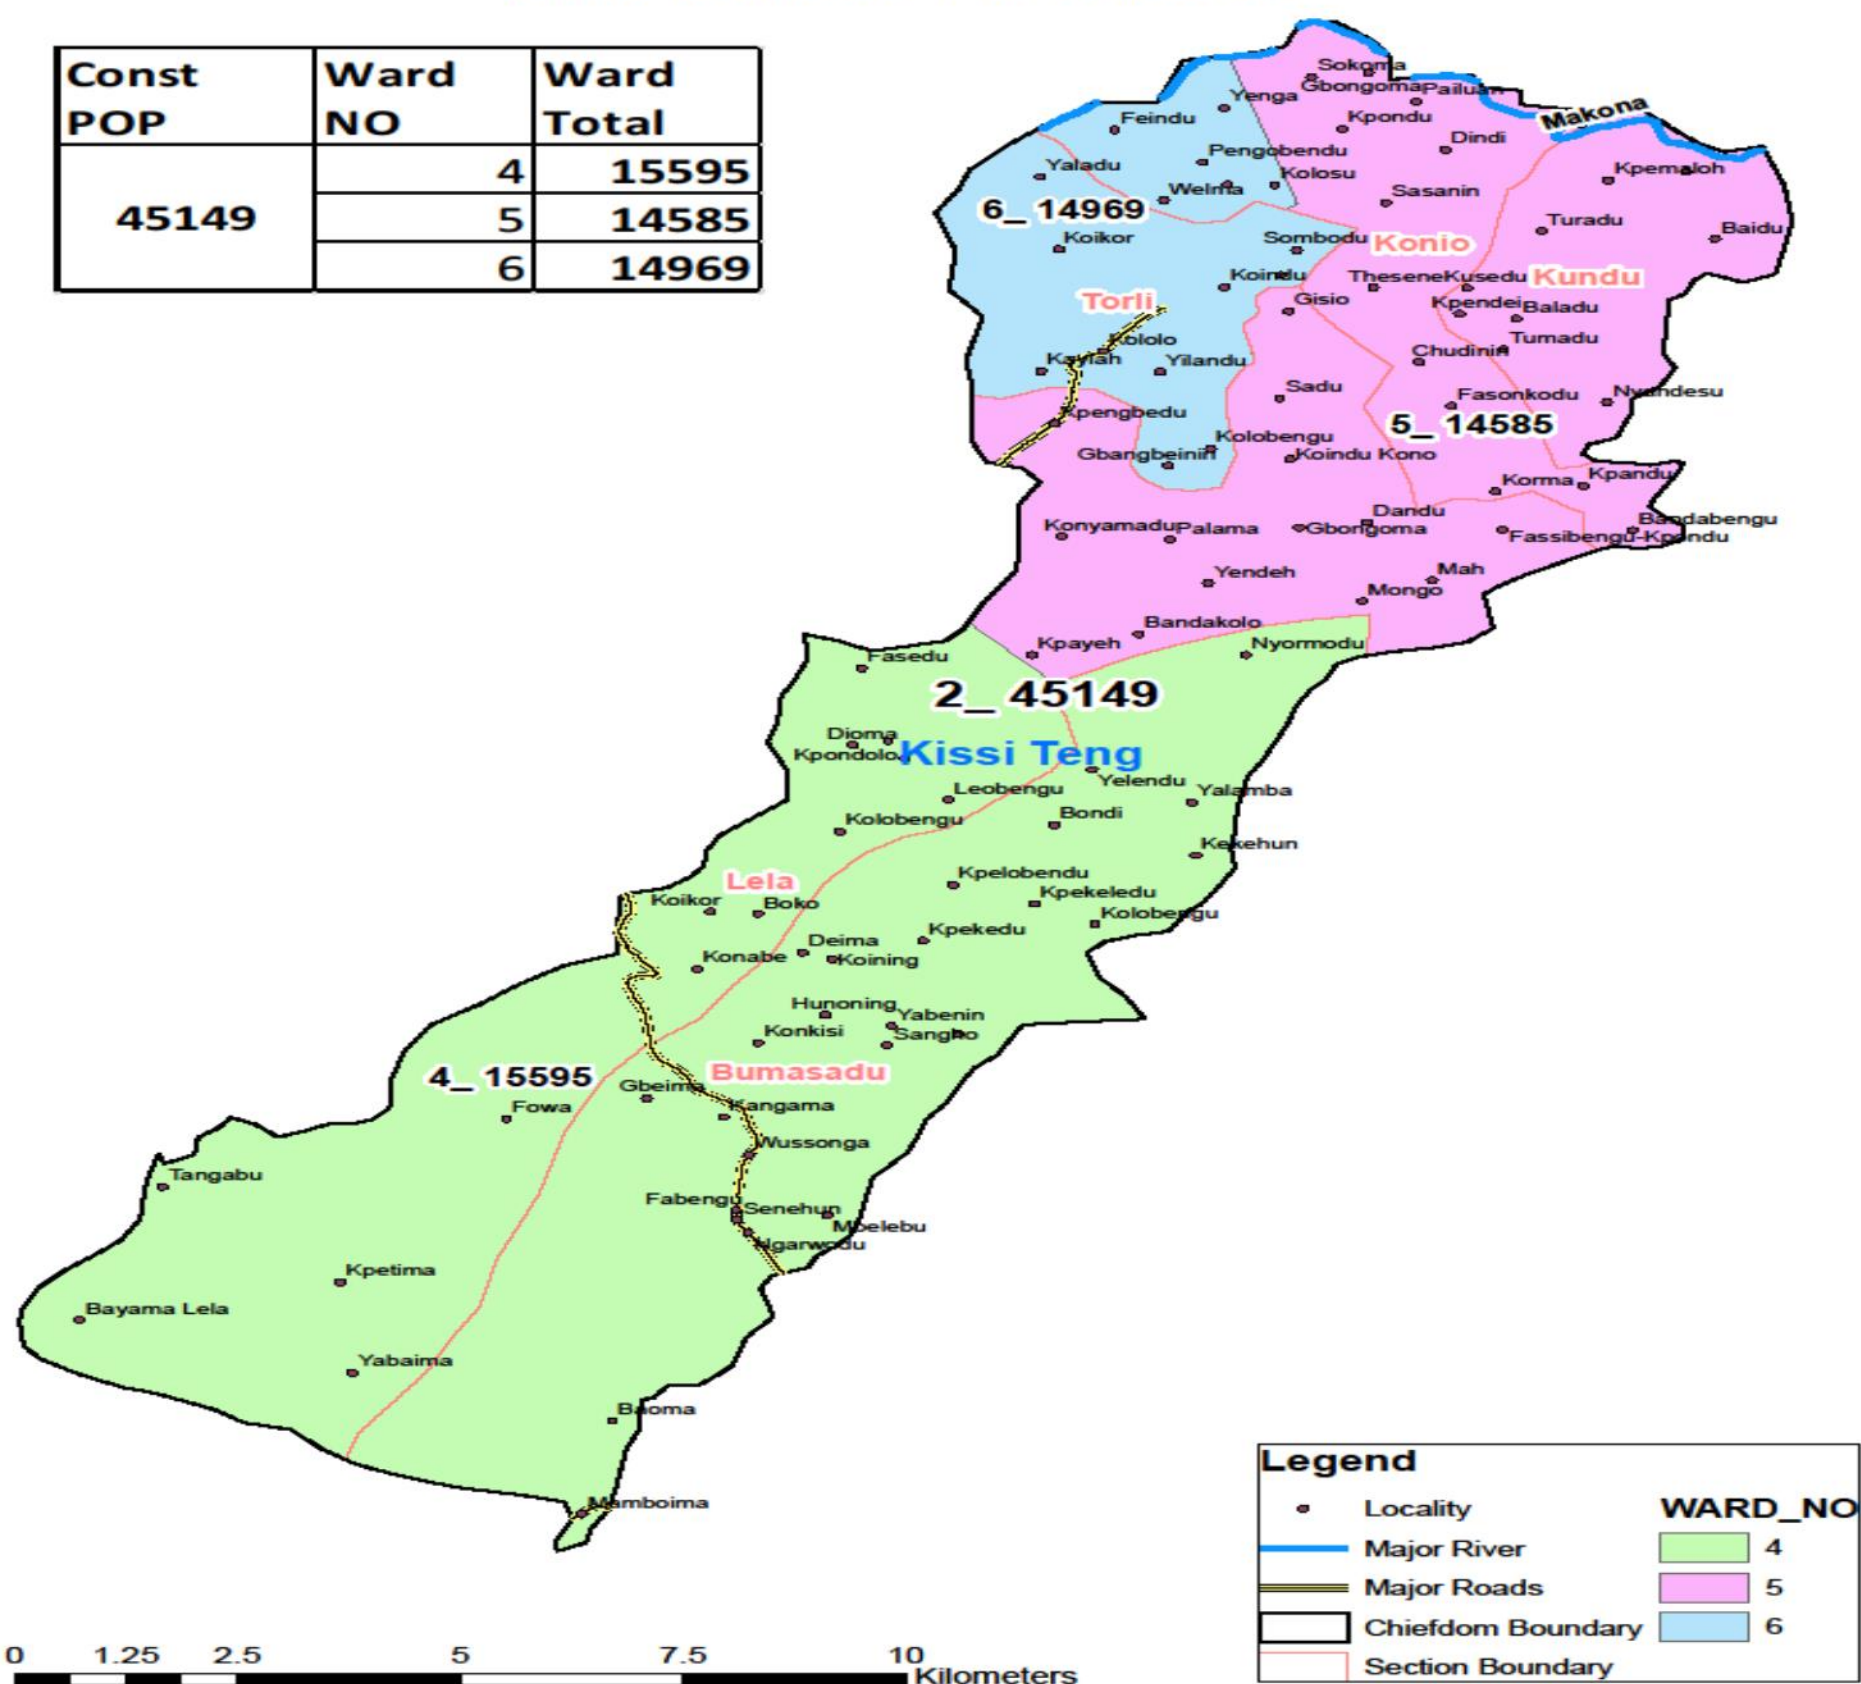 Const POP Ward NO Ward Total
45149 4 15595
5 14585
6 14969
Sokoma
Gbongoma Pailuan
Yenga
Feindu
Kpondu
Makona
Dindi
Pengobendu
Yaladu
Kolosu
Kpemaloh
Welma
Sasanin
6_ 14969
Turadu
Baidu
Koikor
Sombodu
Konio
Koindu
Thesene Kusedu
Kundu
Torli
Gisio
Kpendei Baladu
Kololo
Tumadu
Chudinin
Kayiah
Yilandu
Sadu
Fasonkodu
Nyandesu
Kpengbedu
5_ 14585
Kolobengu
Gbangbeinin
Koindu Kono
Korma
Kpandu
Dandu
Konyamadu
Palama
Gbongoma
Bandabengu
Fassibengu-Kpondu
Yendeh
Mah
Mongo
Bandakolo
Kpayeh
Nyormodu
Fasedu
2_ 45149
Dioma
Kpondolo
Kissi Teng
Yelendu
Leobengu
Yalamba
Kolobengu
Bondi
Kekehun
Kpelobendu
Lela
Kpekeledu
Koikor
Boko
Kolobengu
Kpekedu
Deima
Konabe
Koining
Hunoning
Yabenin
Konkisi
Sangho
4_ 15595
Bumasadu
Gbeima
Fowa
Kangama
Wussonga
Tangabu
Fabengu
Senehun
Mbelebu
Ngarwodu
Kpetima
Bayama Lela
Yabaima
Baoma
Mamboima
Legend
Locality
Major River
Major Roads
Chiefdom Boundary
Section Boundary
WARD_NO
4
5
6
0 1.25 2.5 5 7.5 10
Kilometers